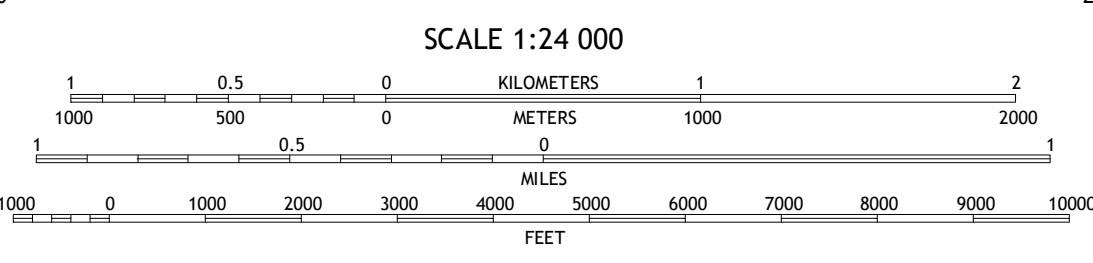 SCALE 1:24 000
1 0.5 0 KILOMETERS 1 2
1000 500 0 METERS 1000 2000
1 0.5 0 1
MILES
1000 0 1000 2000 3000 4000 5000 6000 7000 8000 9000 10000
FEET